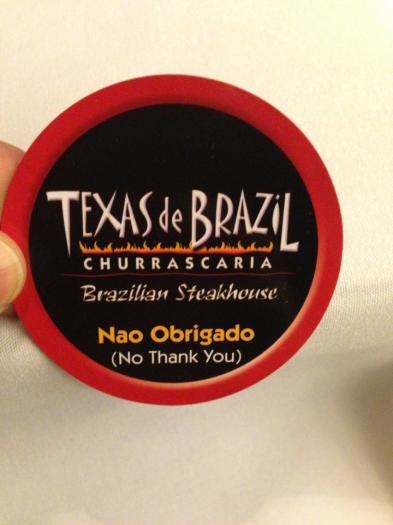 TEXAS de BRAZIL
CHURRASCARIA
Brazilian Steakhouse
Nao Obrigado
(No Thank You)